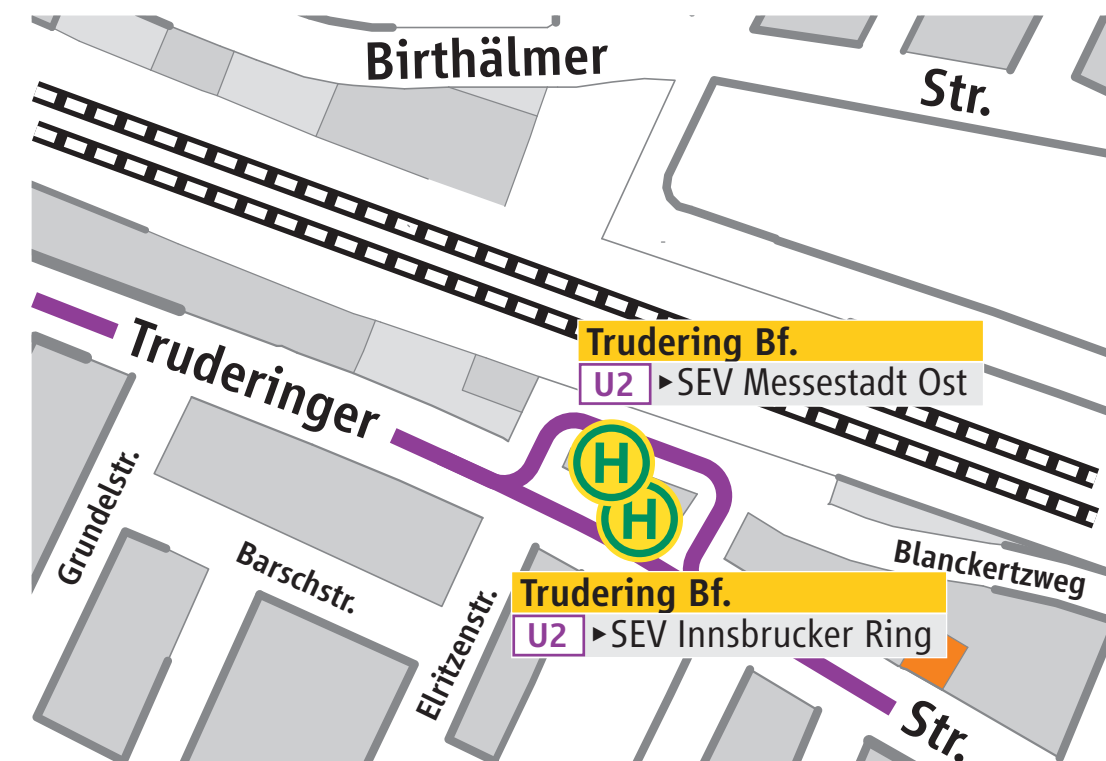 Birthälmer
Str.
Trudering Bf.
U2 ▸SEV Messestadt Ost
Truderinger
H
H
Grundelstr.
Barschstr.
Elritzenstr.
Blanckertzweg
Trudering Bf.
U2 ▸SEV Innsbrucker Ring
Str.